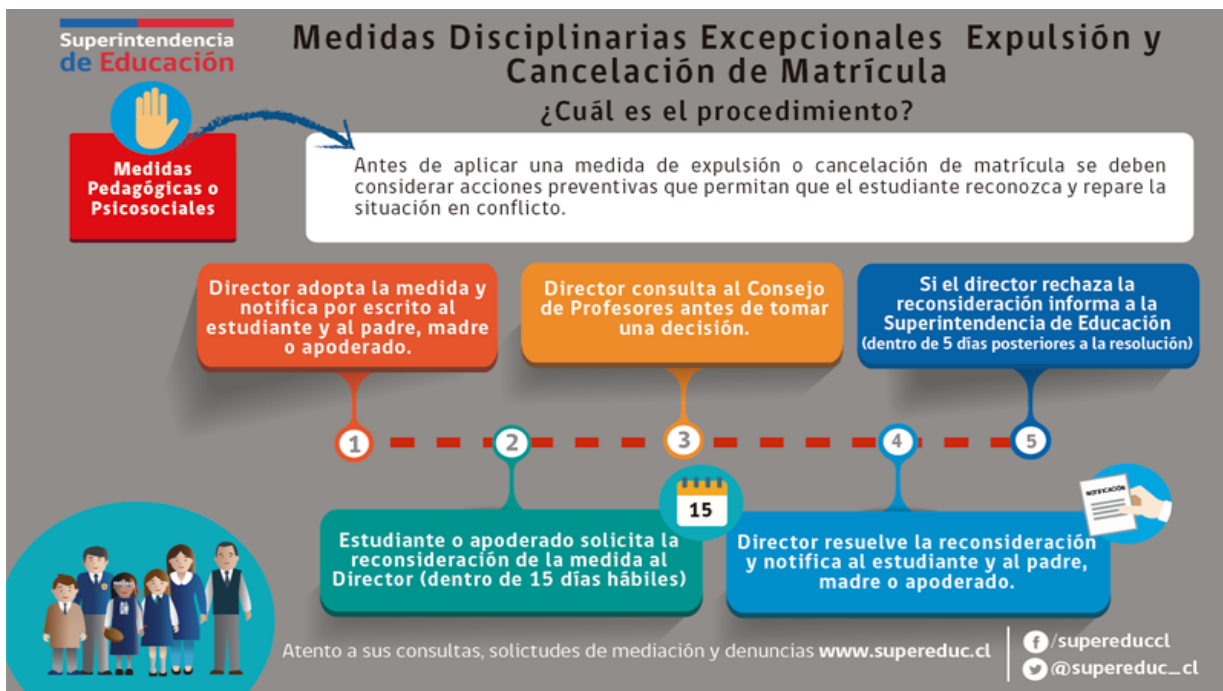 Superintendencia
de Educación
Medidas Disciplinarias Excepcionales Expulsión y
Cancelación de Matrícula
¿Cuál es el procedimiento?
Medidas
Pedagógicas o
Psicosociales
Antes de aplicar una medida de expulsión o cancelación de matrícula se deben
considerar acciones preventivas que permitan que el estudiante reconozca y repare la
situación en conflicto.
Director adopta la medida y
notifica por escrito al
estudiante y al padre, madre
o apoderado.
1
2
Estudiante o apoderado solicita la
reconsideración de la medida al
Director (dentro de 15 días hábiles)
15
Director consulta al Consejo
de Profesores antes de tomar
una decisión.
3
4
Director resuelve la reconsideración
y notifica al estudiante y al padre,
madre o apoderado.
NOTIFICACIÓN
Si el director rechaza la
reconsideración informa a la
Superintendencia de Educación
(dentro de 5 días posteriores a la resolución)
5
Atento a sus consultas, solictudes de mediación y denuncias www.supereduc.cl
/supereduccl
@supereduc_cl